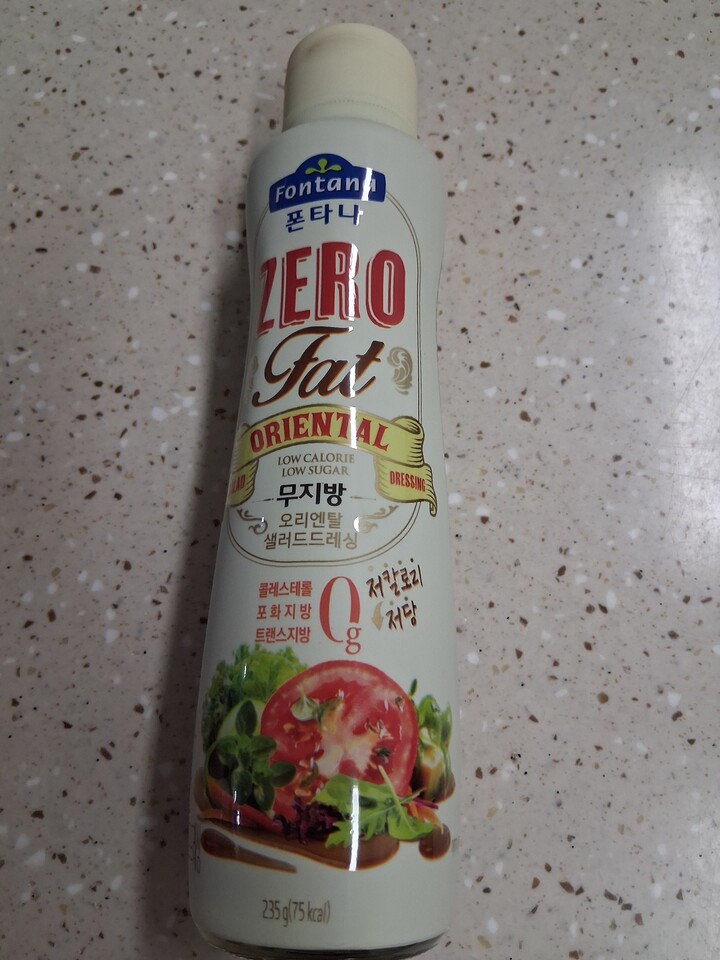 Fontana
폰타나
ZERO
Fat
ORIENTAL
LOW CALORIE
LOW SUGAR
DRESSING
무지방
오리엔탈
샐러드드레싱
콜레스테롤
포화지방
트랜스지방
0g
저칼로리
저당
235g(75 kcal)